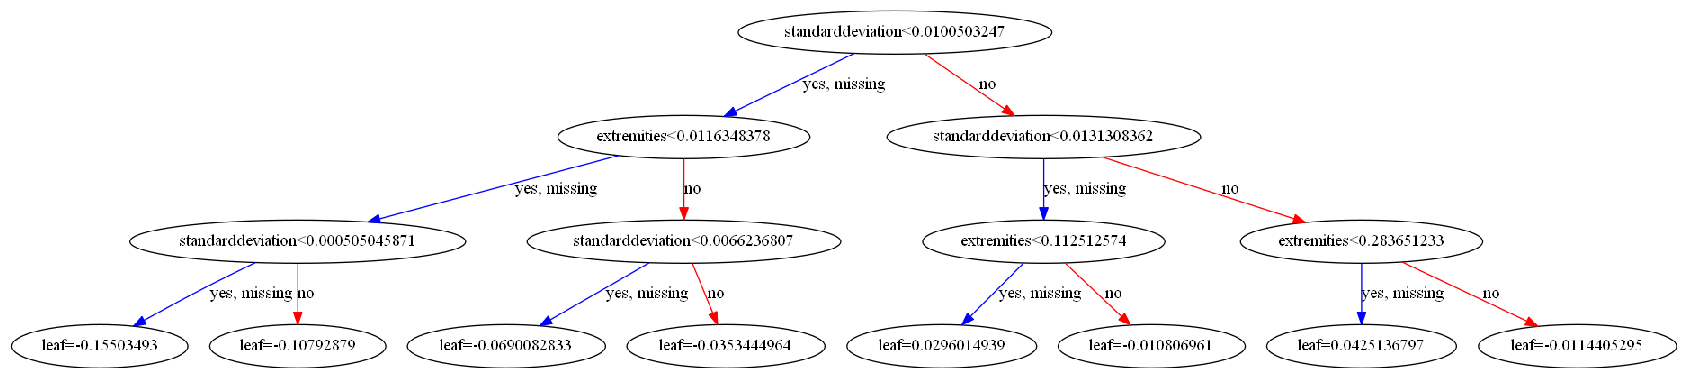 standarddeviation<0.0100503247
yes, missing
no
extremities<0.0116348378
standarddeviation<0.0131308362
yes, missing
no
yes, missing
no
standarddeviation<0.000505045871
standarddeviation<0.0066236807
extremities<0.112512574
extremities<0.283651233
yes, missing
no
yes, missing
no
yes, missing
no
yes, missing
no
leaf=-0.15503493
leaf=-0.10792879
leaf=-0.0690082833
leaf=-0.0353444964
leaf=0.0296014939
leaf=-0.010806961
leaf=0.0425136797
leaf=-0.0114405295